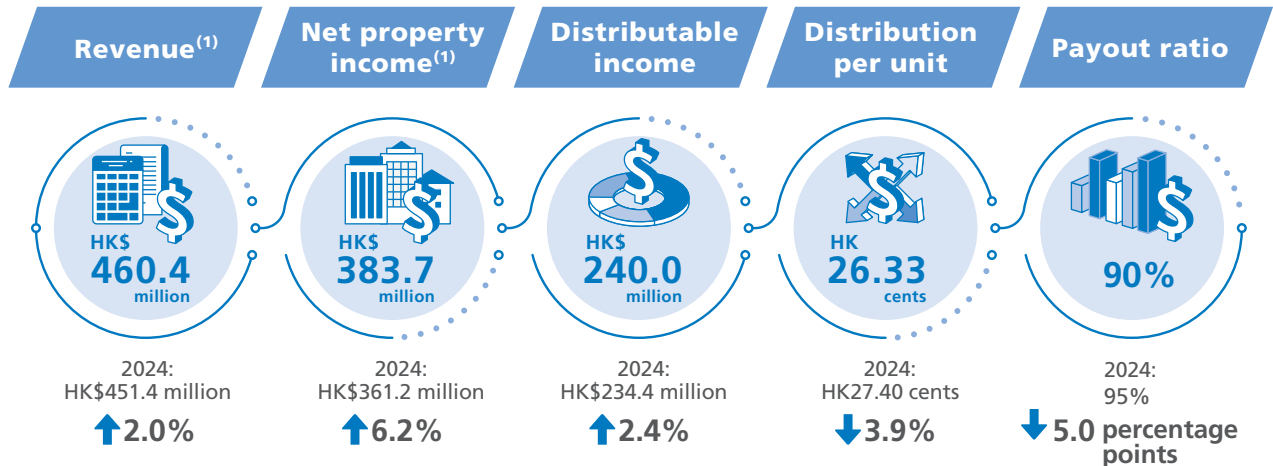 Revenue(1)
HK$
460.4
million
2024:
HK$451.4 million
2.0%
Net property
income(1)
HK$
383.7
million
2024:
HK$361.2 million
6.2%
Distributable
income
HK$
240.0
million
2024:
HK$234.4 million
2.4%
Distribution
per unit
HK
26.33
cents
2024:
HK27.40 cents
3.9%
Payout ratio
90%
2024:
95%
5.0 percentage
points